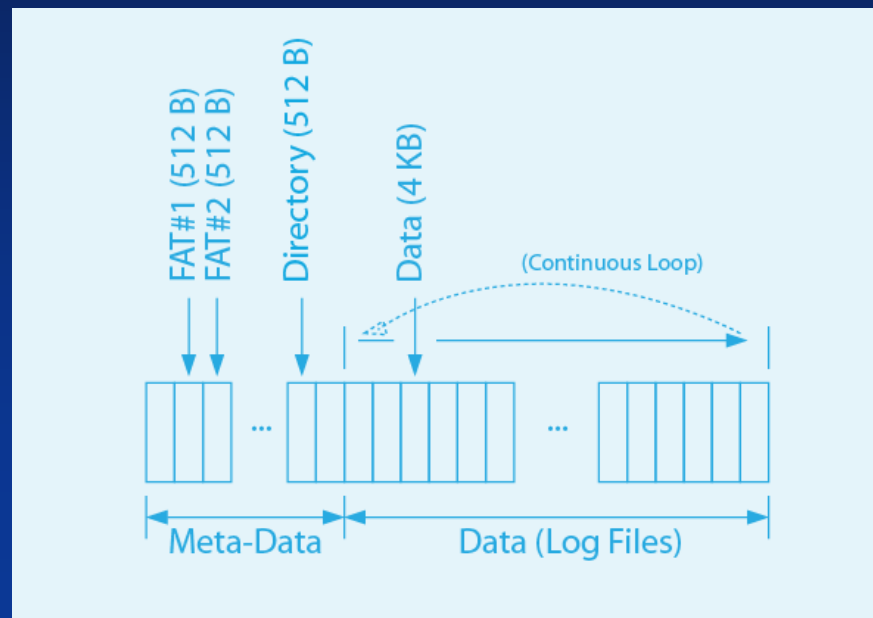 FAT#1 (512 B)
FAT#2 (512 B)
Directory (512 B)
Data (4 KB)
(Continuous Loop)
...
...
Meta-Data
Data (Log Files)